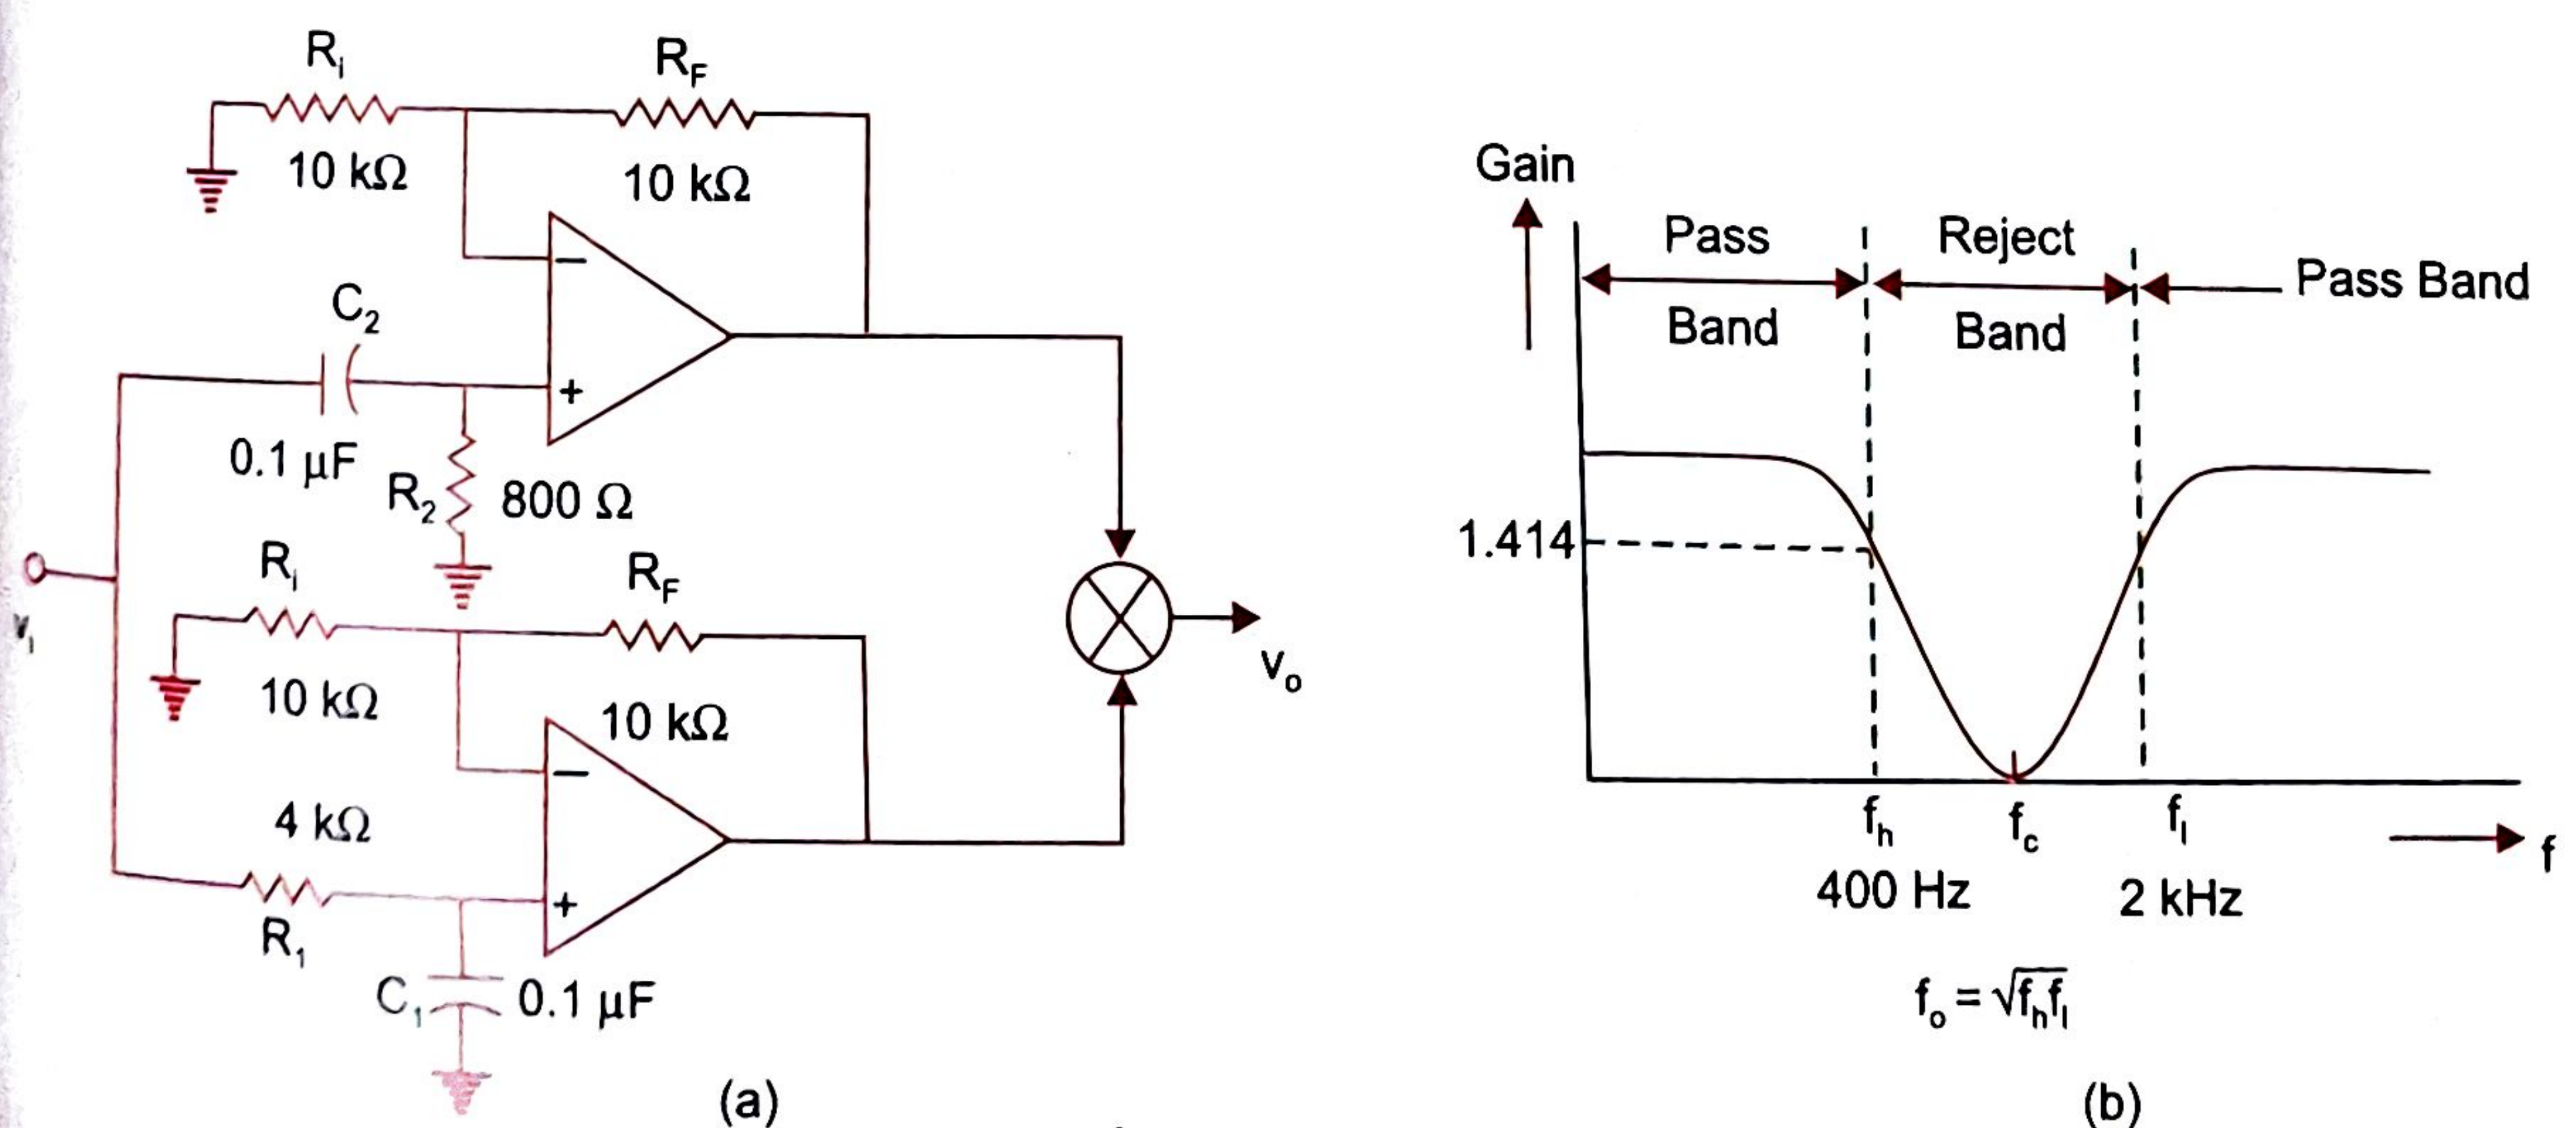 Rᵢ
R_F
10 kΩ
10 kΩ
−
C₂
+
0.1 μF
R₂
800 Ω
Rᵢ
R_F
vᵢ
10 kΩ
10 kΩ
−
4 kΩ
+
R₁
C₁
0.1 μF
vₒ
(a)
Gain
Pass
Band
Reject
Band
Pass Band
1.414
f_h
f_c
f_l
f
400 Hz
2 kHz
fₒ = √f_h f_l
(b)